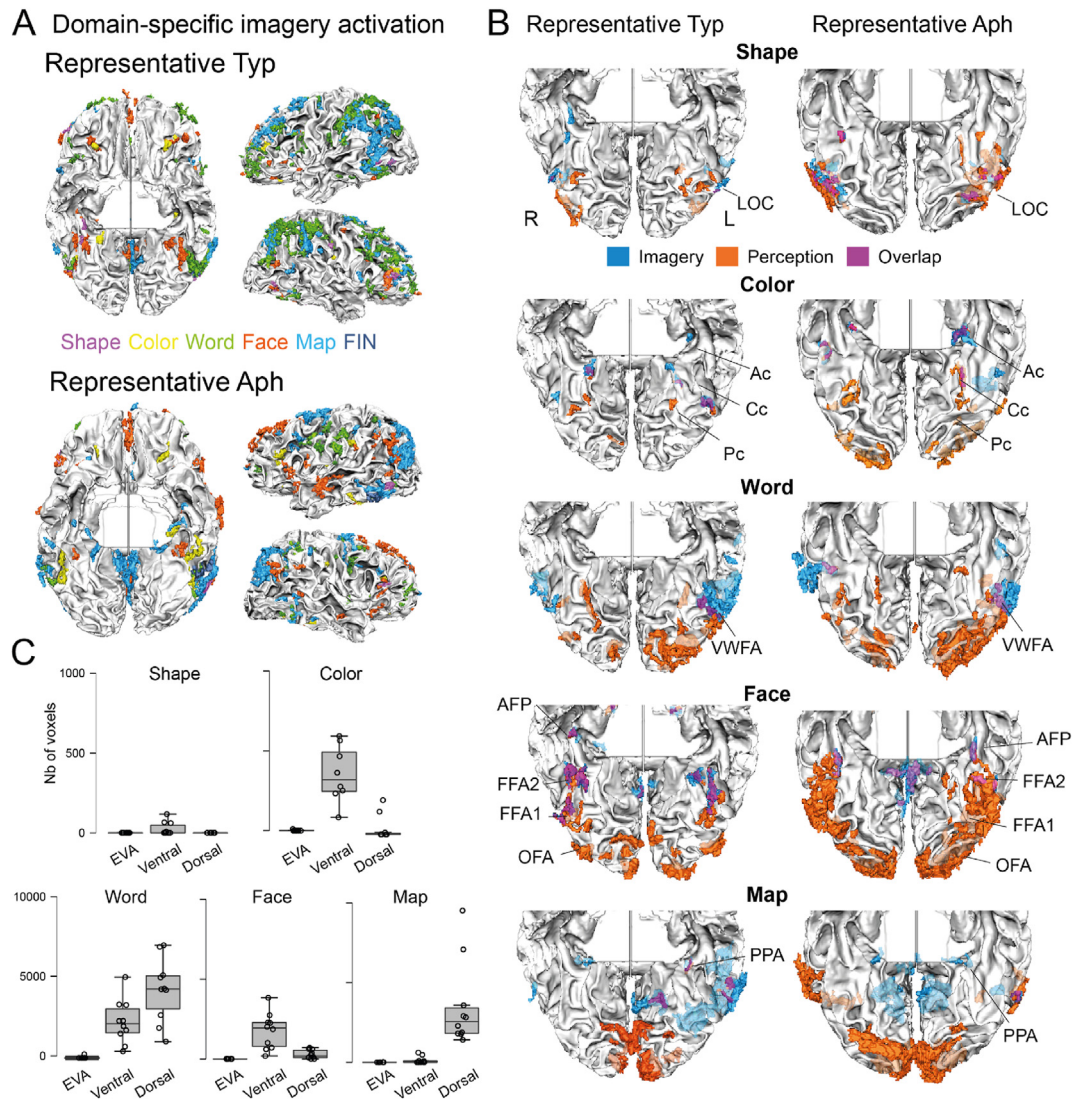 A Domain-specific imagery activation
Representative Typ
Shape Color Word Face Map FIN
Representative Aph
B
Representative Typ Representative Aph
Shape
R L LOC LOC
Imagery Perception Overlap
Color
Ac Cc Pc Ac Cc Pc
Word
VWFA VWFA
Face
AFP FFA2 FFA1 OFA AFP FFA2 FFA1 OFA
Map
PPA PPA
C
Shape Color
Nb of voxels
1000
500
0
EVA Ventral Dorsal EVA Ventral Dorsal
Word Face Map
10000
5000
0
EVA Ventral Dorsal EVA Ventral Dorsal EVA Ventral Dorsal